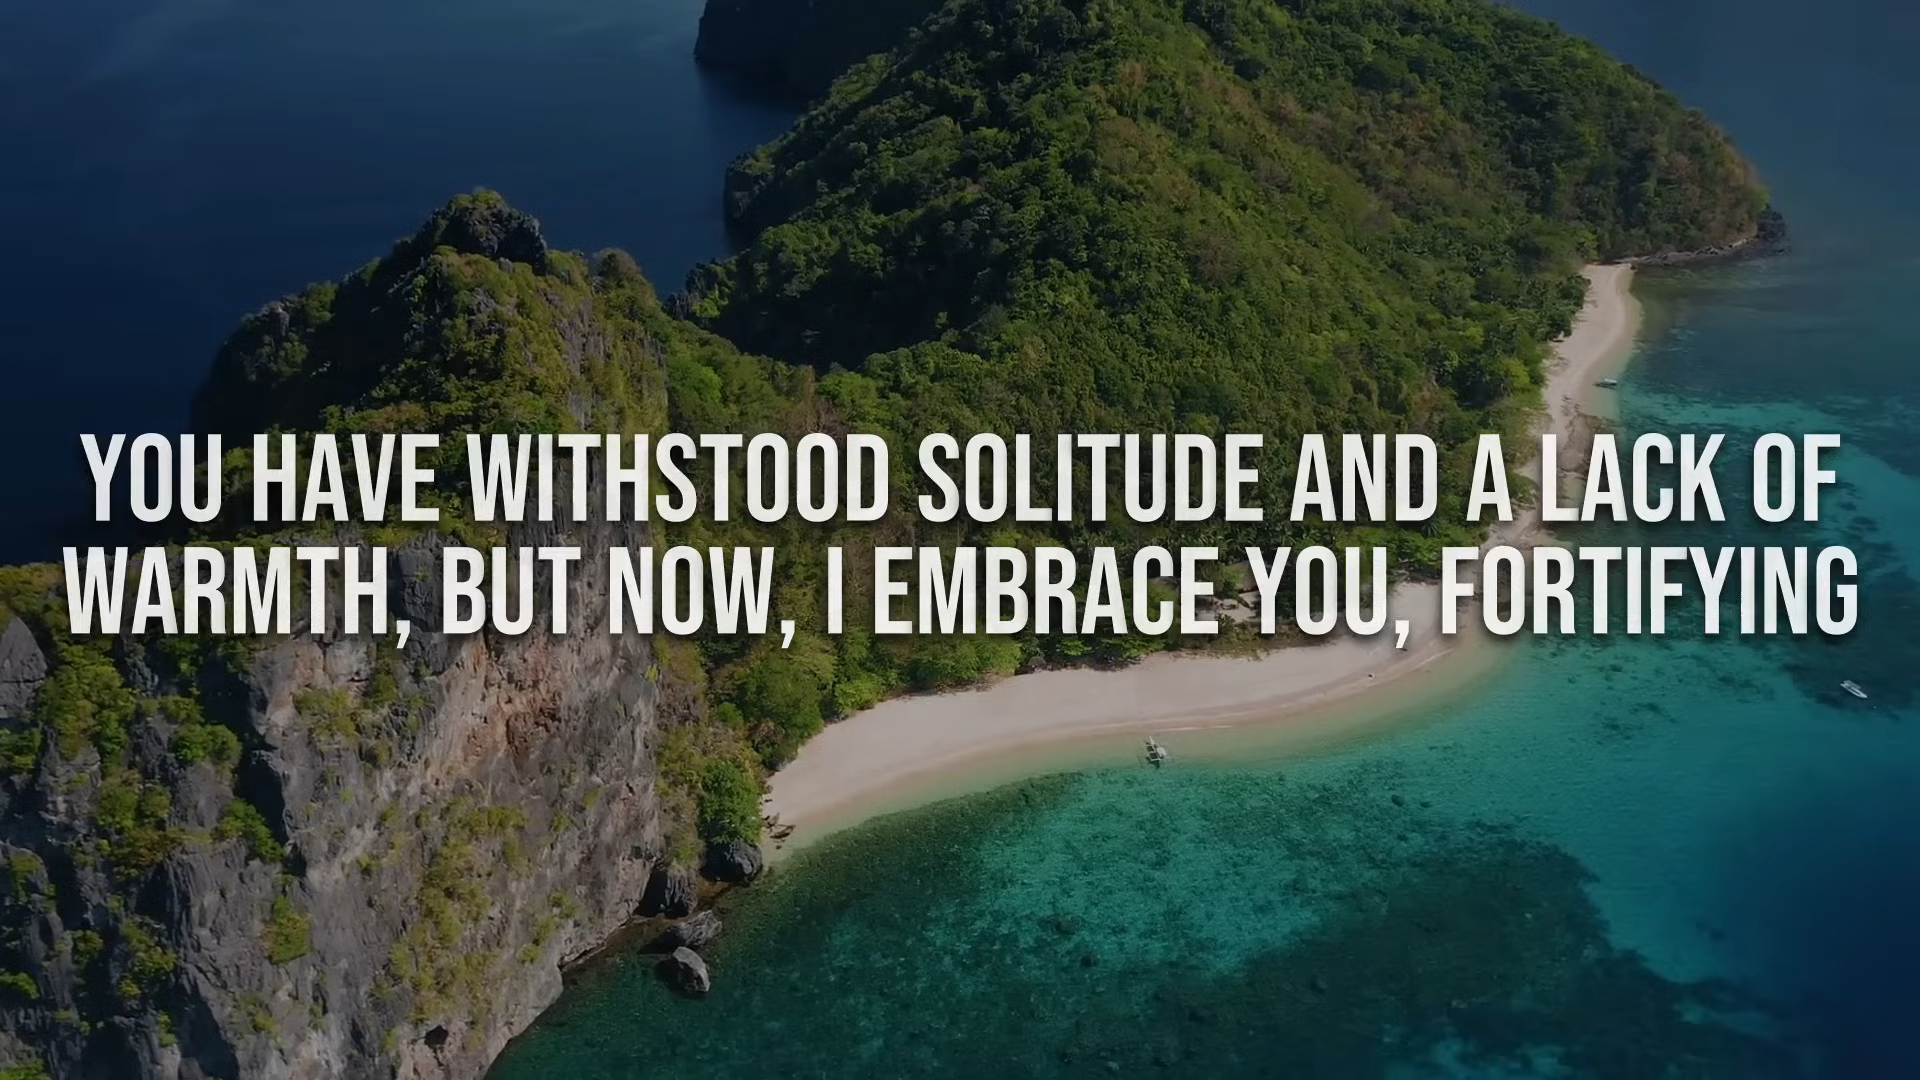 YOU HAVE WITHSTOOD SOLITUDE AND A LACK OF
WARMTH, BUT NOW, I EMBRACE YOU, FORTIFYING